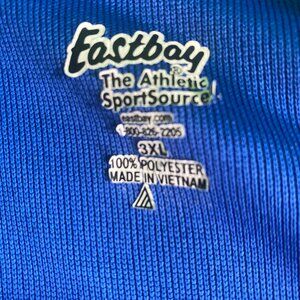 Eastbay®
The Athletic
SportSource!
eastbay.com
1-800-826-2205
3XL
100% POLYESTER
MADE IN VIETNAM